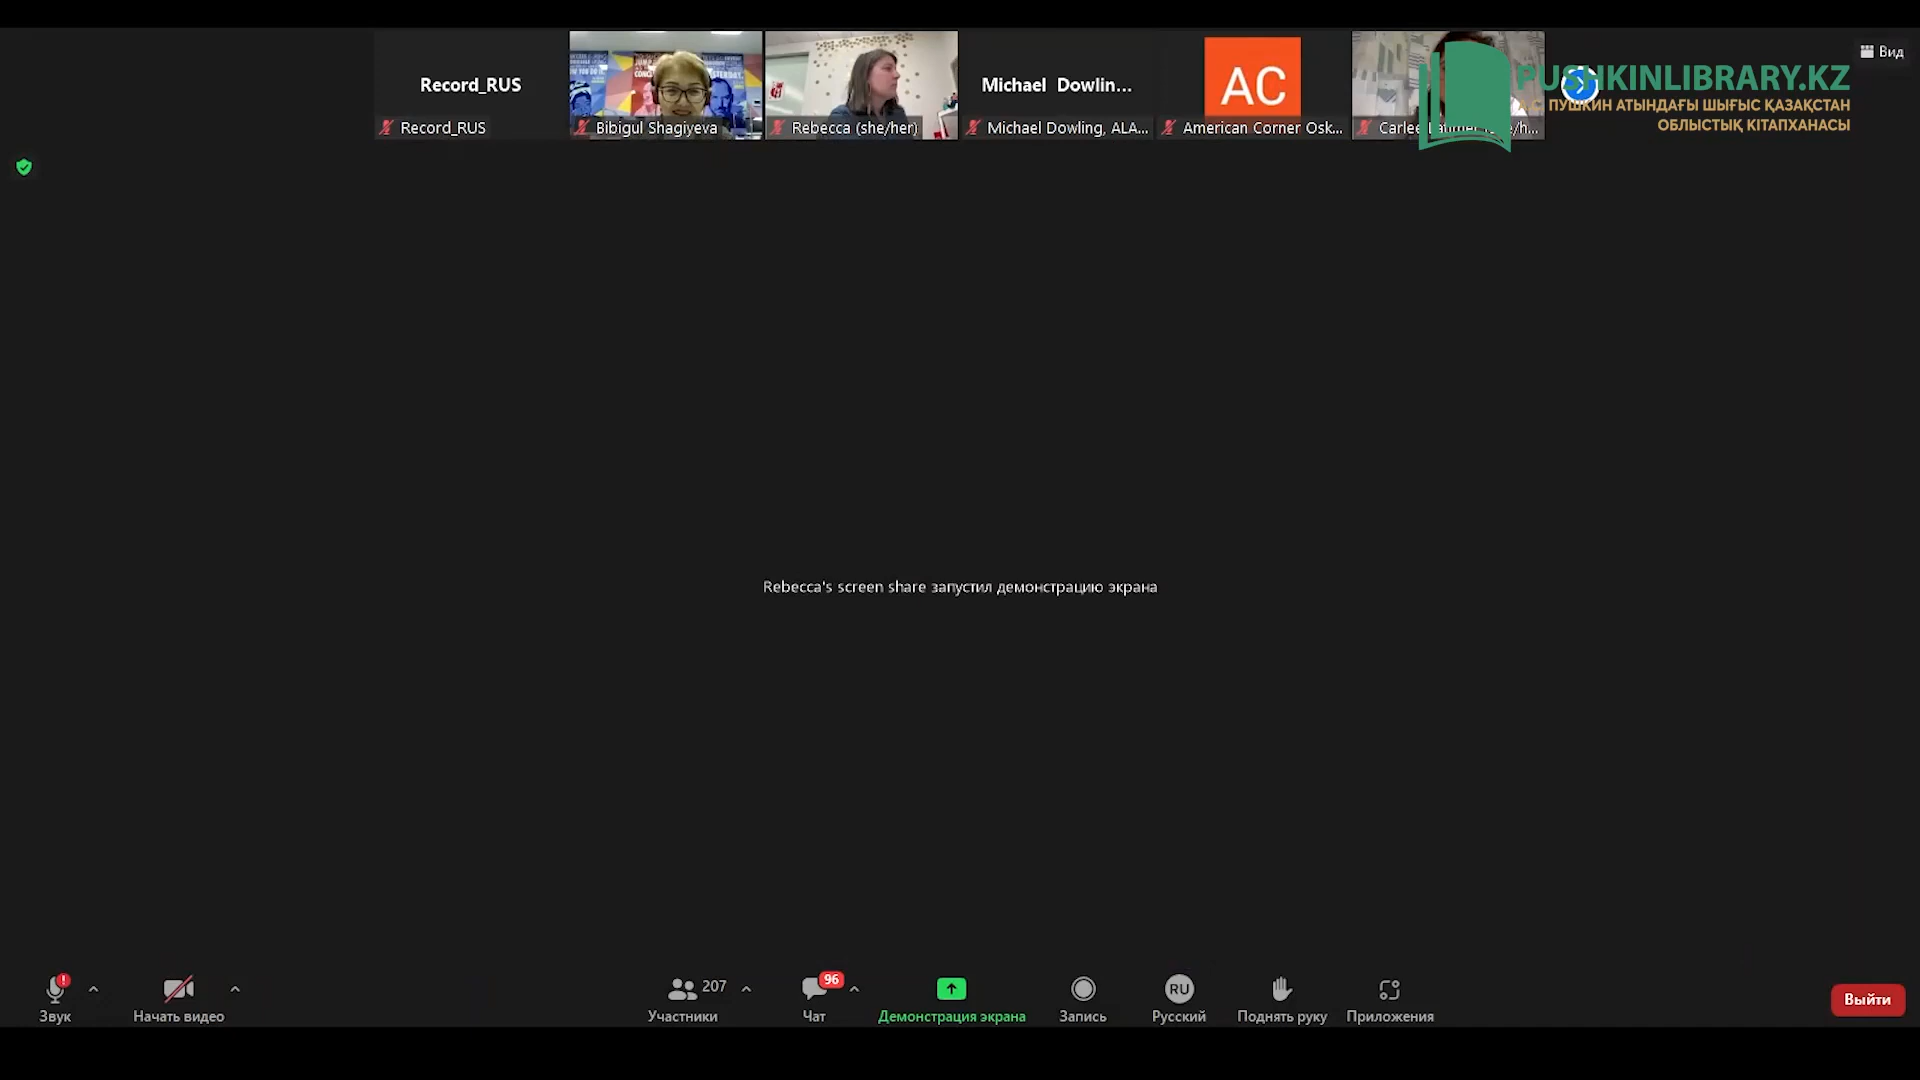 Record_RUS
Michael Dowlin...
AC
Вид
PUSHKINLIBRARY.KZ
А.С. ПУШКИН АТЫНДАҒЫ ШЫҒЫС ҚАЗАҚСТАН
ОБЛЫСТЫҚ КІТАПХАНАСЫ
Record_RUS
Bibigul Shagiyeva
Rebecca (she/her)
Michael Dowling, ALA...
American Corner Osk...
Carlee
Rebecca's screen share запустил демонстрацию экрана
207
96
RU
Звук
Начать видео
Участники
Чат
Демонстрация экрана
Запись
Русский
Поднять руку
Приложения
Выйти